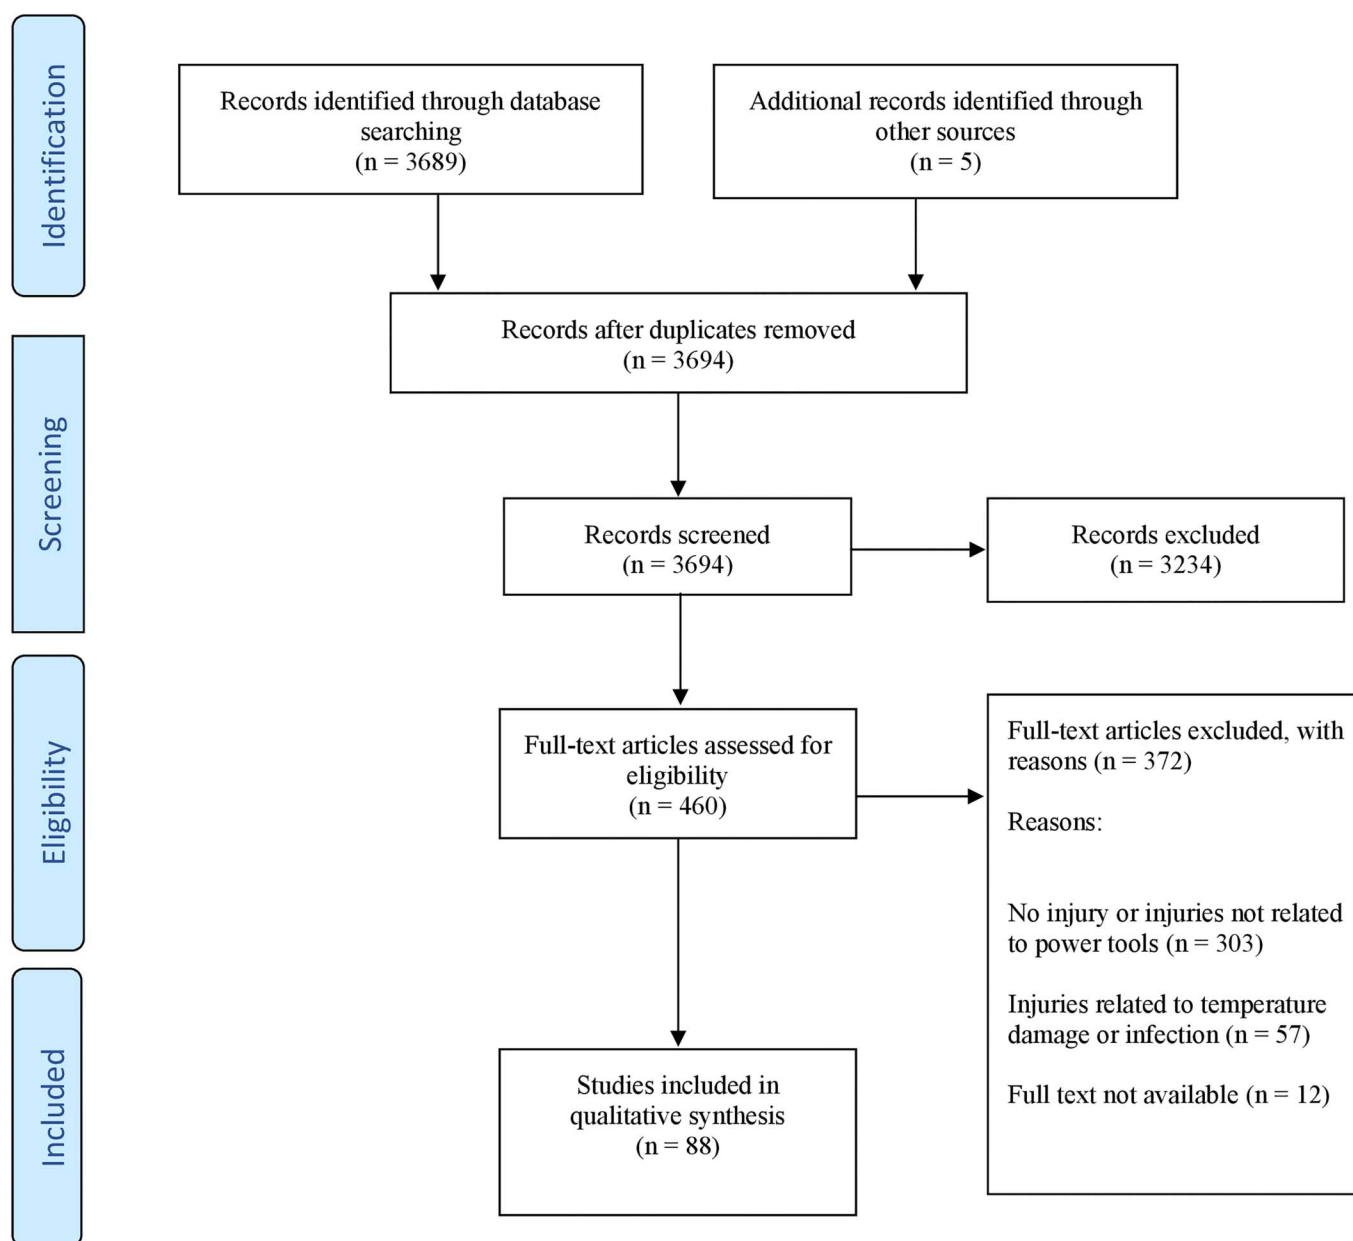 Identification
Records identified through database
searching
(n = 3689)
Additional records identified through
other sources
(n = 5)
Records after duplicates removed
(n = 3694)
Screening
Records screened
(n = 3694)
Records excluded
(n = 3234)
Eligibility
Full-text articles assessed for
eligibility
(n = 460)
Full-text articles excluded, with
reasons (n = 372)
Reasons:
No injury or injuries not related
to power tools (n = 303)
Injuries related to temperature
damage or infection (n = 57)
Full text not available (n = 12)
Included
Studies included in
qualitative synthesis
(n = 88)